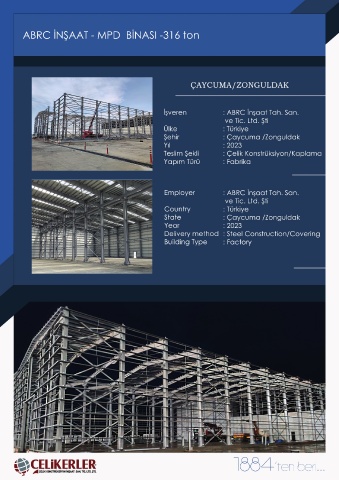 ABRC İNŞAAT - MPD BİNASI -316 ton
ÇAYCUMA/ZONGULDAK
İşveren : ABRC İnşaat Tah. San.
ve Tic. Ltd. Şti
Ülke : Türkiye
Şehir : Çaycuma /Zonguldak
Yıl : 2023
Teslim Şekli : Çelik Konstrüksiyon/Kaplama
Yapım Türü : Fabrika
Employer : ABRC İnşaat Tah. San.
ve Tic. Ltd. Şti
Country : Türkiye
State : Çaycuma /Zonguldak
Year : 2023
Delivery method : Steel Construction/Covering
Building Type : Factory
ÇELİKERLER
1884'ten beri...